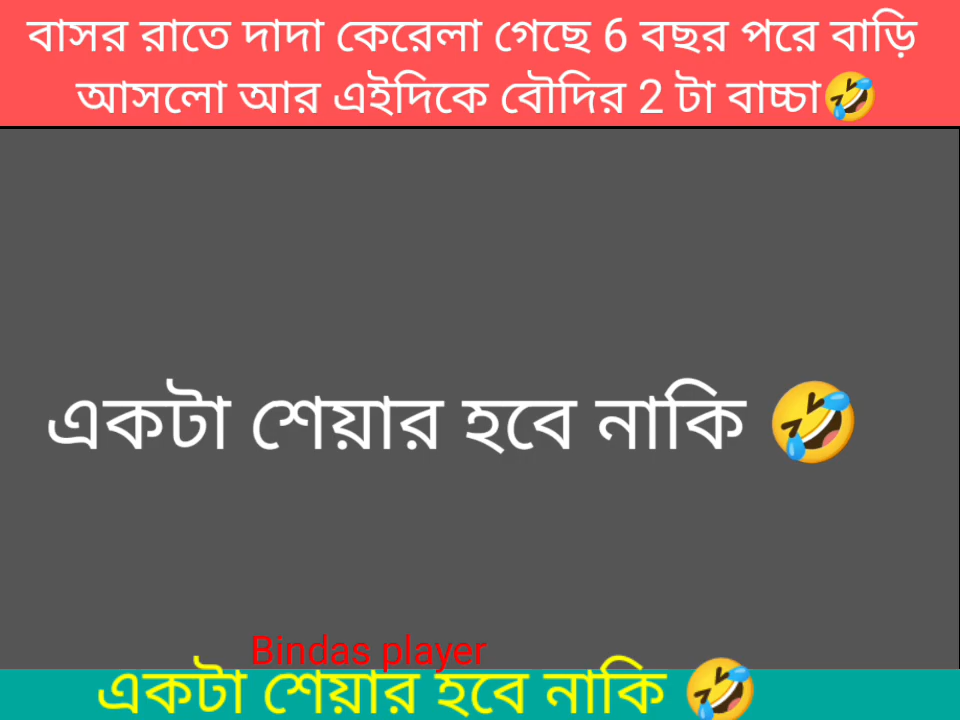 বাসর রাতে দাদা কেরেলা গেছে 6 বছর পরে বাড়ি
আসলো আর এইদিকে বৌদির 2 টা বাচ্চা🤣
একটা শেয়ার হবে নাকি 🤣
Bindas player
একটা শেয়ার হবে নাকি 🤣